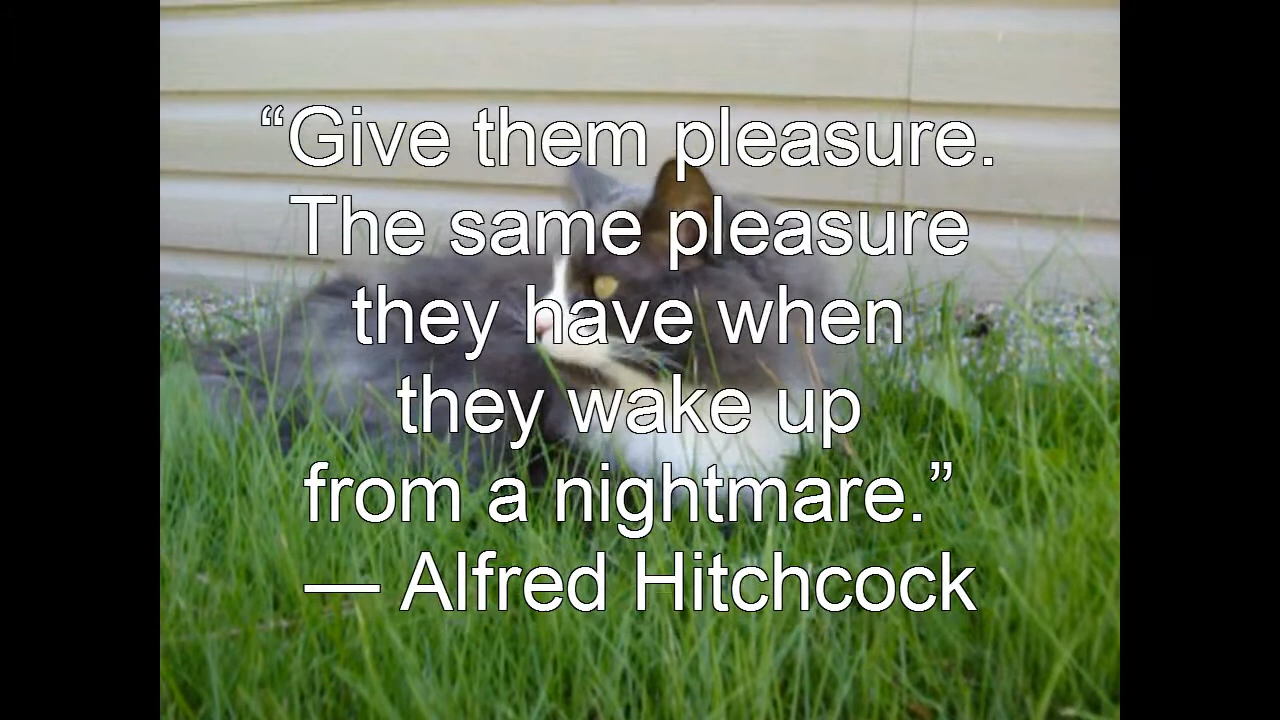 “Give them pleasure.
The same pleasure
they have when
they wake up
from a nightmare.”
— Alfred Hitchcock